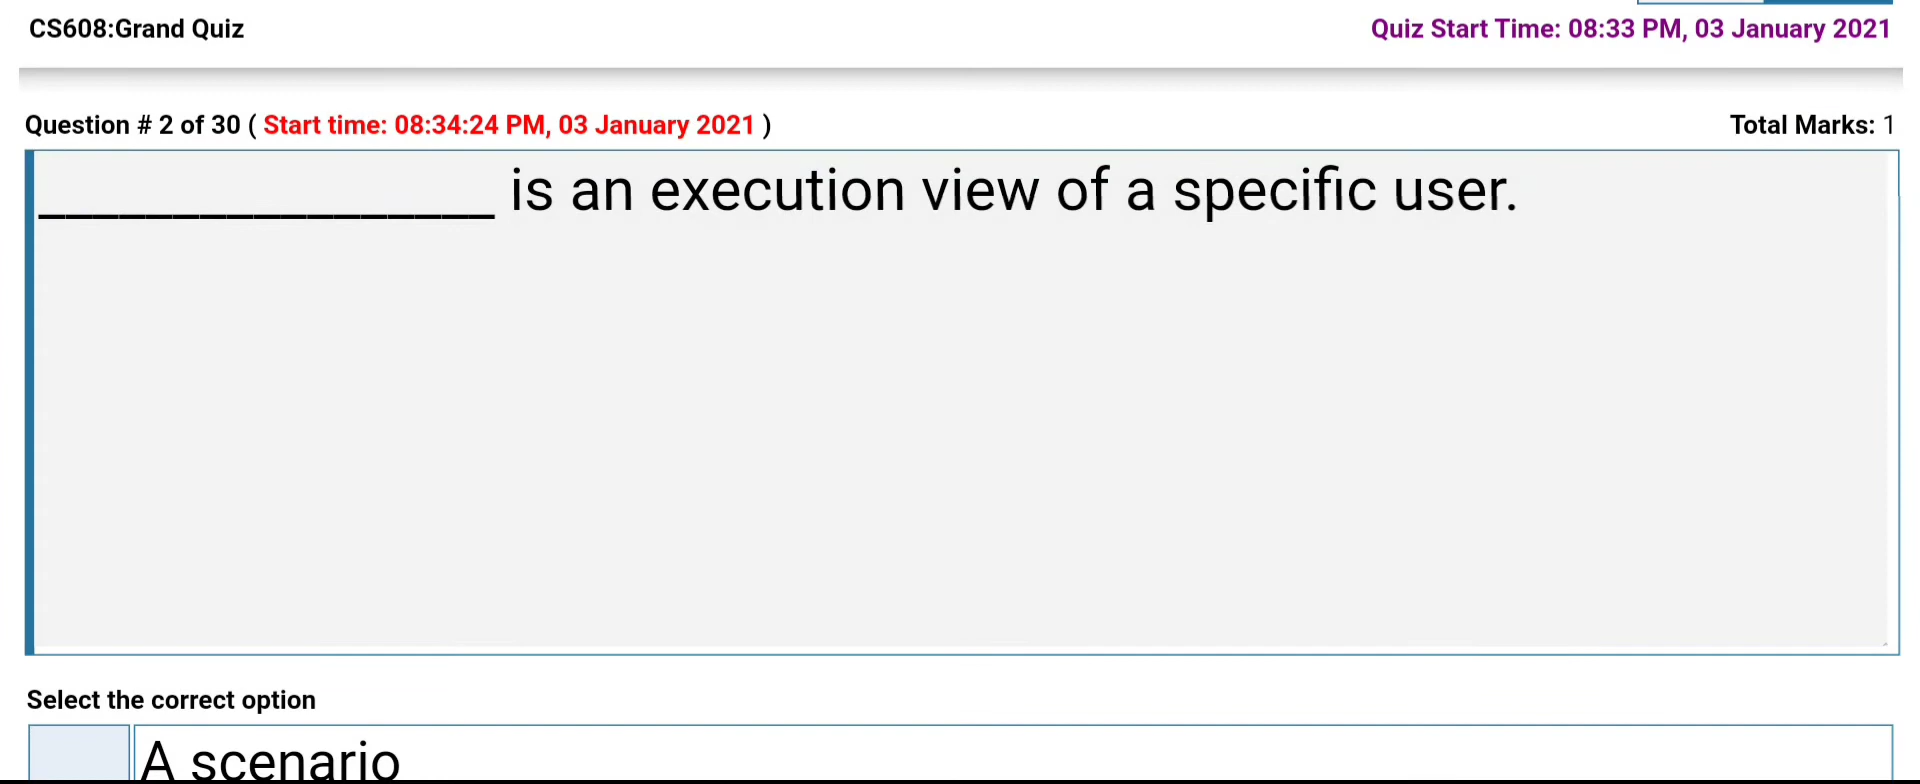 CS608:Grand Quiz
Quiz Start Time: 08:33 PM, 03 January 2021
Question # 2 of 30 ( Start time: 08:34:24 PM, 03 January 2021 )
Total Marks: 1
_________________ is an execution view of a specific user.
Select the correct option
A scenario